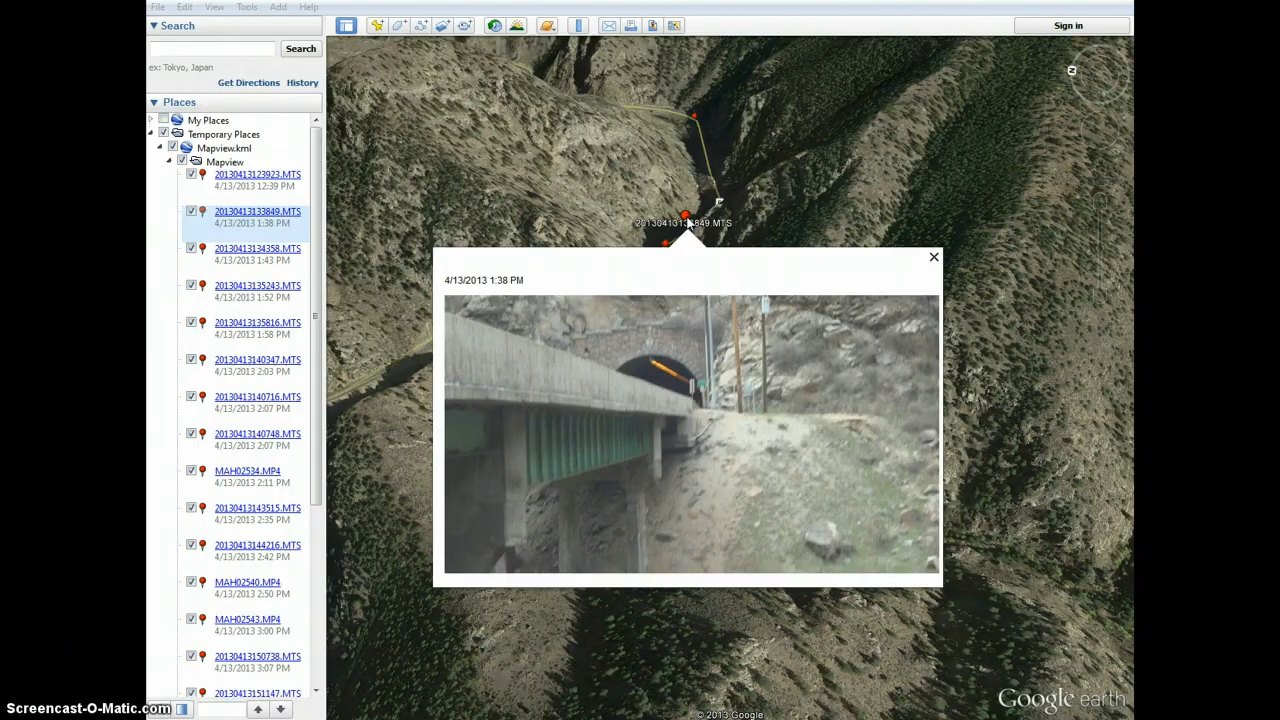 File Edit View Tools Add Help
Sign in
Search
Search
ex: Tokyo, Japan
Get Directions History
Places
My Places
Temporary Places
Mapview.kml
Mapview
20130413123923.MTS
4/13/2013 12:39 PM
20130413133849.MTS
4/13/2013 1:38 PM
20130413134358.MTS
4/13/2013 1:43 PM
20130413135243.MTS
4/13/2013 1:52 PM
20130413135816.MTS
4/13/2013 1:58 PM
20130413140347.MTS
4/13/2013 2:03 PM
20130413140716.MTS
4/13/2013 2:07 PM
20130413140748.MTS
4/13/2013 2:07 PM
MAH02534.MP4
4/13/2013 2:11 PM
20130413143515.MTS
4/13/2013 2:35 PM
20130413144216.MTS
4/13/2013 2:42 PM
MAH02540.MP4
4/13/2013 2:50 PM
MAH02543.MP4
4/13/2013 3:00 PM
20130413150738.MTS
4/13/2013 3:07 PM
20130413151147.MTS
20130413133849.MTS
4/13/2013 1:38 PM
Google earth
© 2013 Google
Screencast-O-Matic.com